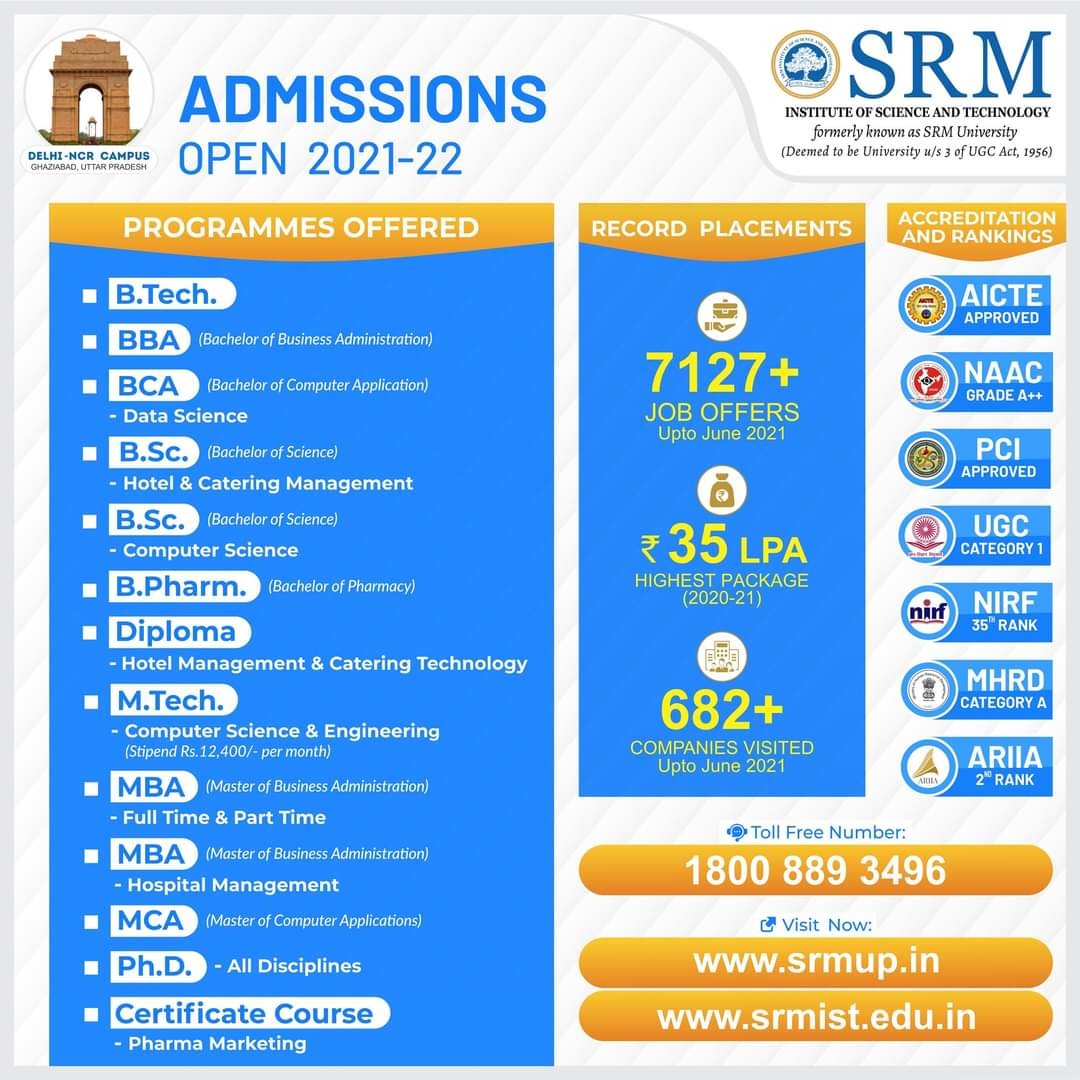 DELHI-NCR CAMPUS
GHAZIABAD, UTTAR PRADESH
ADMISSIONS
OPEN 2021-22
SRM
INSTITUTE OF SCIENCE AND TECHNOLOGY
formerly known as SRM University
(Deemed to be University u/s 3 of UGC Act, 1956)
PROGRAMMES OFFERED
B.Tech.
BBA (Bachelor of Business Administration)
BCA (Bachelor of Computer Application)
- Data Science
B.Sc. (Bachelor of Science)
- Hotel & Catering Management
B.Sc. (Bachelor of Science)
- Computer Science
B.Pharm. (Bachelor of Pharmacy)
Diploma
- Hotel Management & Catering Technology
M.Tech.
- Computer Science & Engineering
(Stipend Rs.12,400/- per month)
MBA (Master of Business Administration)
- Full Time & Part Time
MBA (Master of Business Administration)
- Hospital Management
MCA (Master of Computer Applications)
Ph.D. - All Disciplines
Certificate Course
- Pharma Marketing
RECORD PLACEMENTS
7127+
JOB OFFERS
Upto June 2021
₹ 35 LPA
HIGHEST PACKAGE
(2020-21)
682+
COMPANIES VISITED
Upto June 2021
ACCREDITATION
AND RANKINGS
AICTE
AICTE
APPROVED
NAAC
GRADE A++
PCI
APPROVED
UGC
CATEGORY 1
nirf
NIRF
35TH RANK
MHRD
CATEGORY A
ARIIA
ARIIA
2ND RANK
Toll Free Number:
1800 889 3496
Visit Now:
www.srmup.in
www.srmist.edu.in